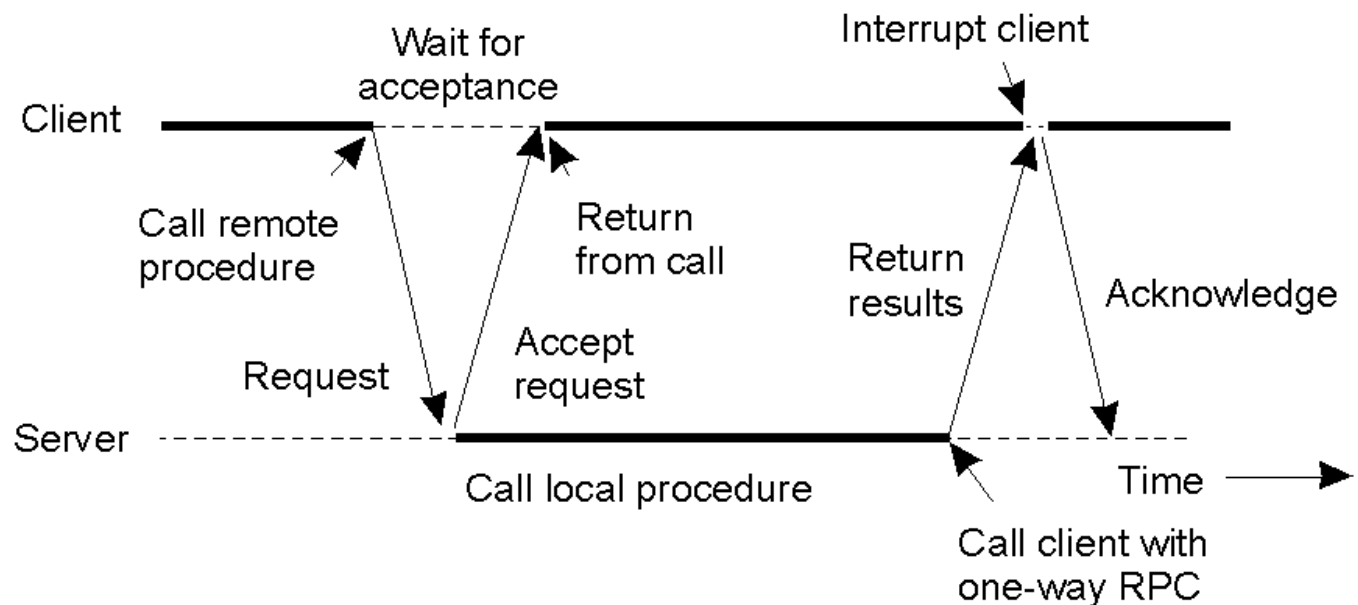 Wait for
acceptance
Interrupt client
Client
Call remote
procedure
Return
from call
Return
results
Acknowledge
Request
Accept
request
Server
Call local procedure
Time
Call client with
one-way RPC